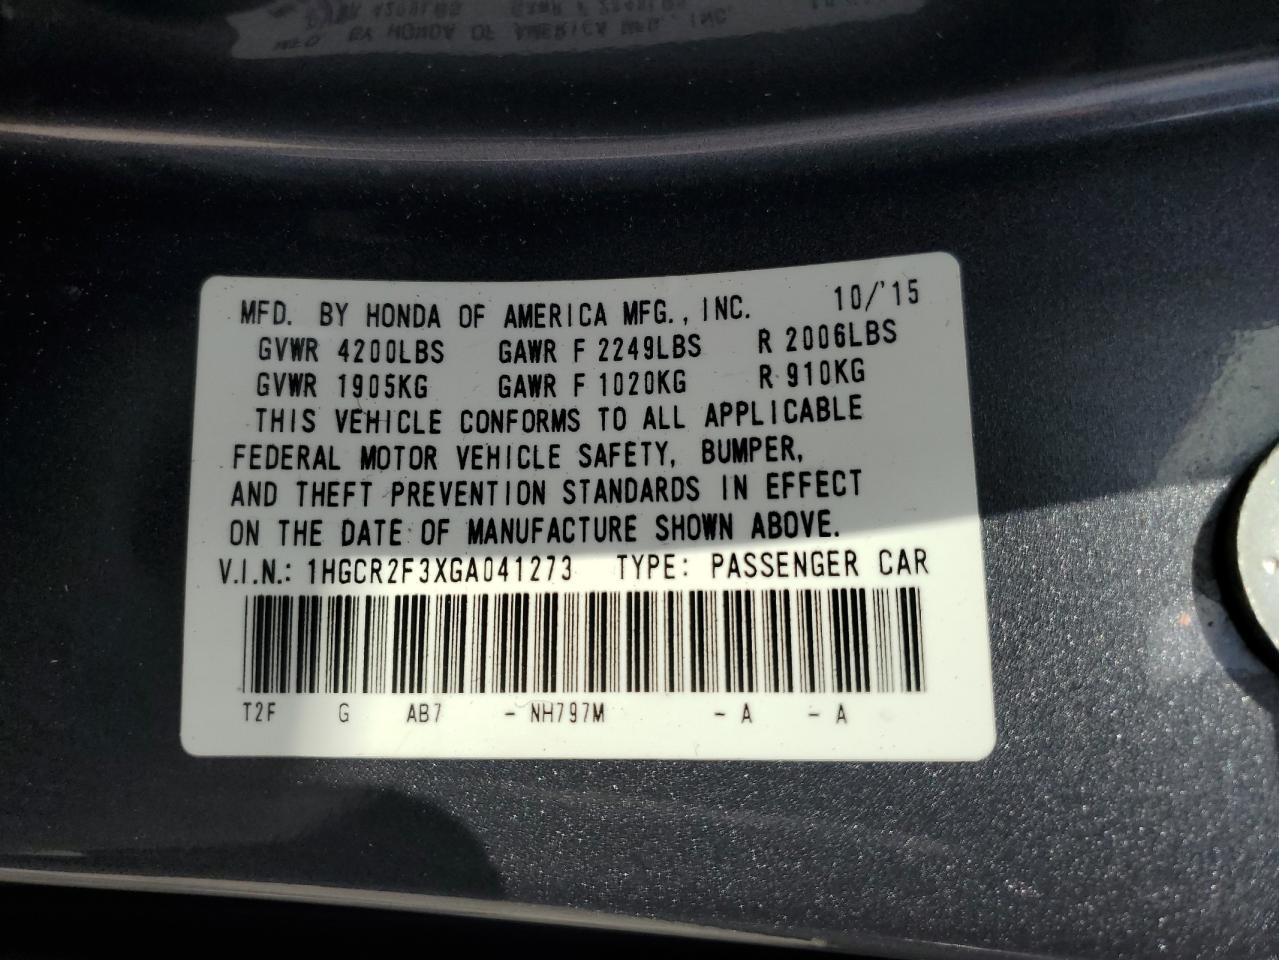 MFD. BY HONDA OF AMERICA MFG., INC. 10/'15
GVWR 4200LBS GAWR F 2249LBS R 2006LBS
GVWR 1905KG GAWR F 1020KG R 910KG
THIS VEHICLE CONFORMS TO ALL APPLICABLE
FEDERAL MOTOR VEHICLE SAFETY, BUMPER,
AND THEFT PREVENTION STANDARDS IN EFFECT
ON THE DATE OF MANUFACTURE SHOWN ABOVE.
V.I.N.: 1HGCR2F3XGA041273 TYPE: PASSENGER CAR
T2F G AB7 - NH797M - A - A